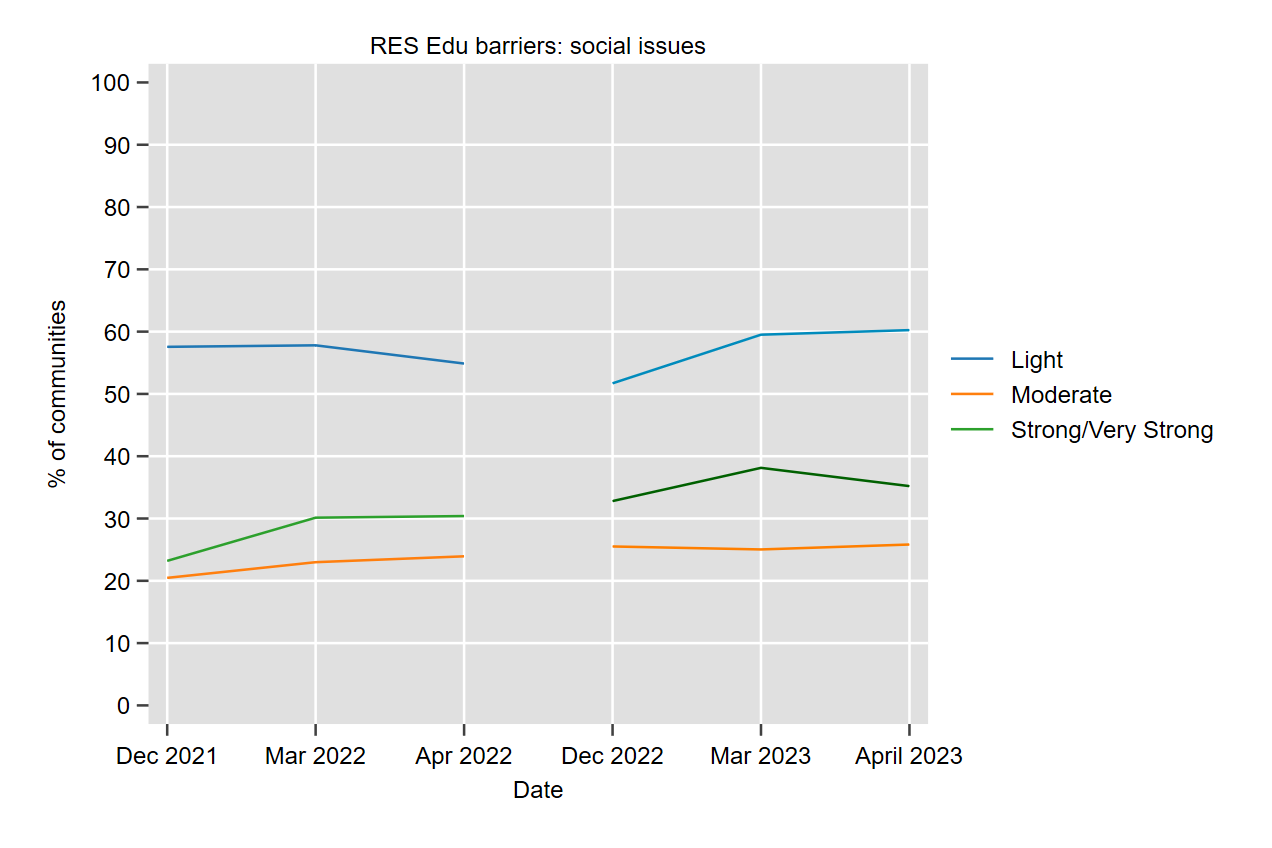 RES Edu barriers: social issues
100
90
80
70
60
50
40
30
20
10
0
% of communities
Dec 2021 Mar 2022 Apr 2022 Dec 2022 Mar 2023 April 2023
Date
Light
Moderate
Strong/Very Strong